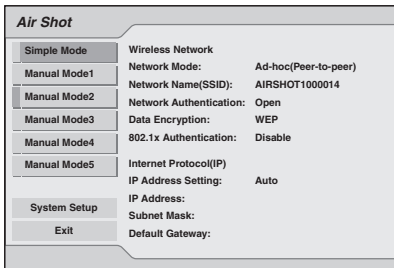 Air Shot
Simple Mode
Manual Mode1
Manual Mode2
Manual Mode3
Manual Mode4
Manual Mode5
System Setup
Exit
Wireless Network
Network Mode: Ad-hoc(Peer-to-peer)
Network Name(SSID): AIRSHOT1000014
Network Authentication: Open
Data Encryption: WEP
802.1x Authentication: Disable
Internet Protocol(IP)
IP Address Setting: Auto
IP Address:
Subnet Mask:
Default Gateway: